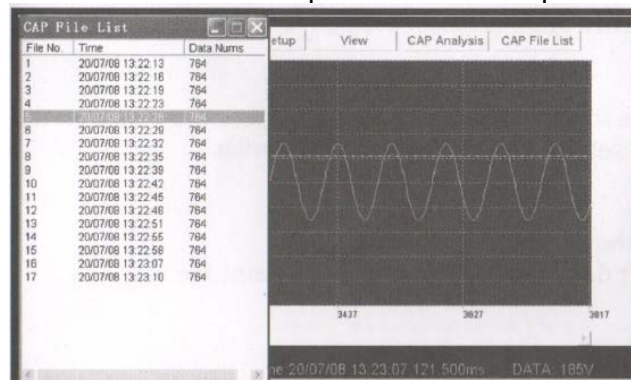 CAP File List
etup View CAP Analysis CAP File List
File No. Time Data Nums
1 20/07/08 13:22:13 764
2 20/07/08 13:22:16 764
3 20/07/08 13:22:19 764
4 20/07/08 13:22:23 764
5 20/07/08 13:22:26 764
6 20/07/08 13:22:29 764
7 20/07/08 13:22:32 764
8 20/07/08 13:22:35 764
9 20/07/08 13:22:39 764
10 20/07/08 13:22:42 764
11 20/07/08 13:22:45 764
12 20/07/08 13:22:48 764
13 20/07/08 13:22:51 764
14 20/07/08 13:22:55 764
15 20/07/08 13:22:58 764
16 20/07/08 13:23:07 764
17 20/07/08 13:23:10 764
3437 3627 3817
me 20/07/08 13:23:07 121.500ms DATA: 185V